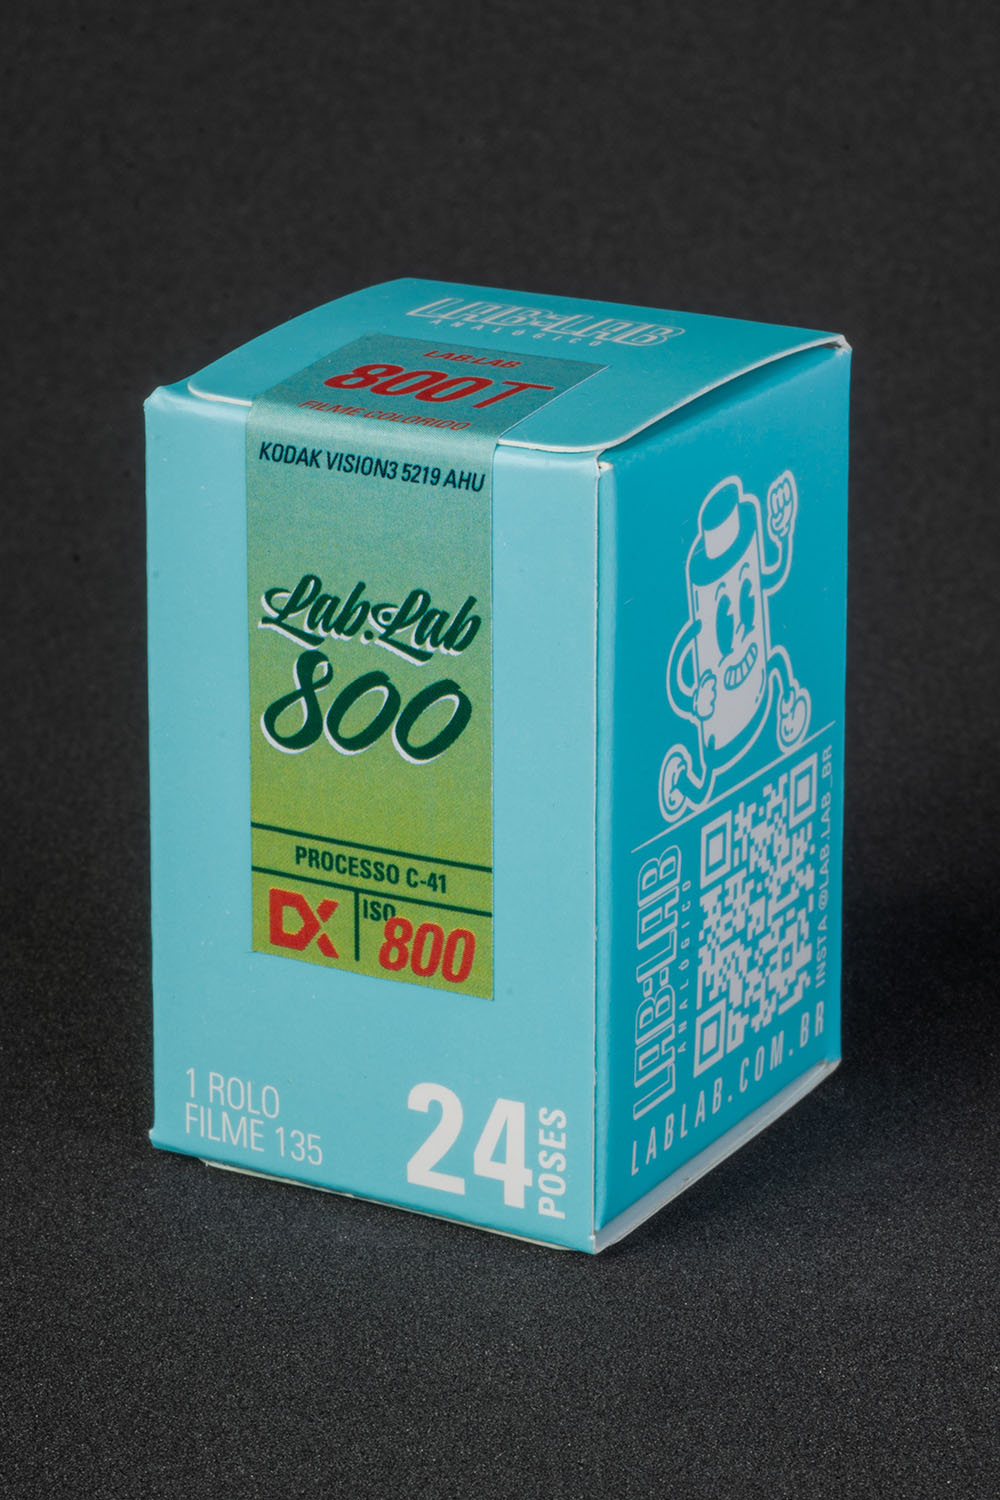 LAB:LAB
ANALÓGICO
LAB:LAB
800T
FILME COLORIDO
KODAK VISION3 5219 AHU
Lab.Lab
800
PROCESSO C-41
DX
ISO
800
1 ROLO
FILME 135
24
POSES
LAB:LAB
ANALÓGICO
INSTA @LAB.LAB_BR
LABLAB.COM.BR